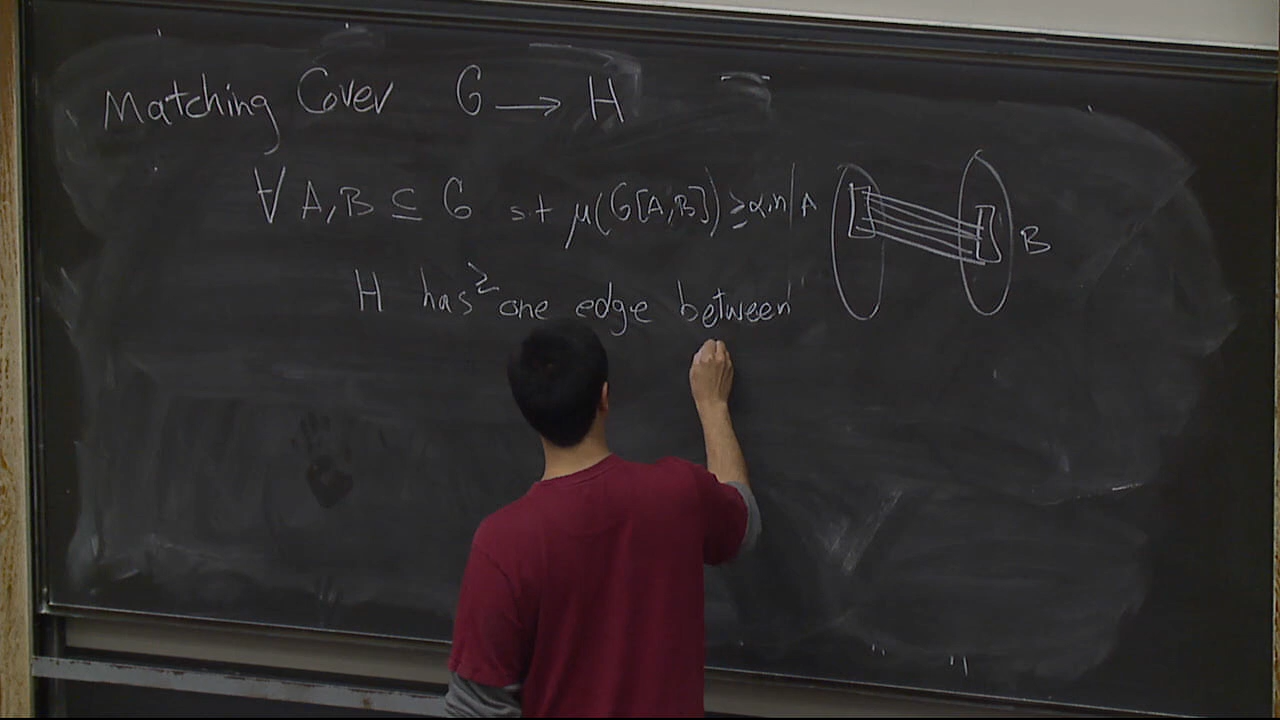 Matching Cover G → H
∀ A,B ⊆ G s.t μ(G[A,B]) ≥ α.n
A
B
H has ≥ one edge between